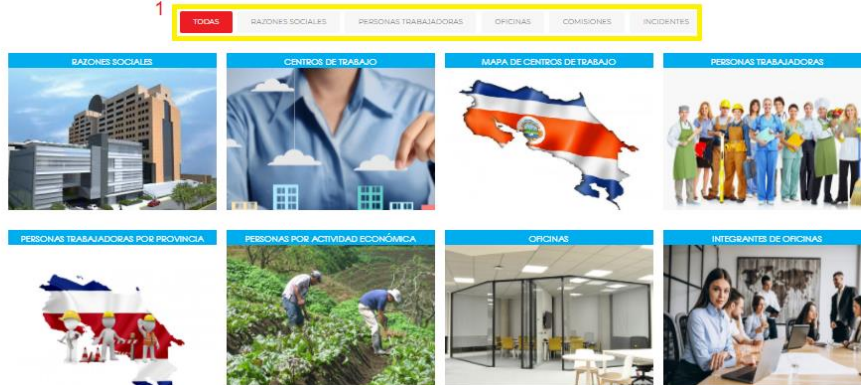 1
TODAS RAZONES SOCIALES PERSONAS TRABAJADORAS OFICINAS COMISIONES INCIDENTES
RAZONES SOCIALES CENTROS DE TRABAJO MAPA DE CENTROS DE TRABAJO PERSONAS TRABAJADORAS
PERSONAS TRABAJADORAS POR PROVINCIA PERSONAS POR ACTIVIDAD ECONÓMICA OFICINAS INTEGRANTES DE OFICINAS